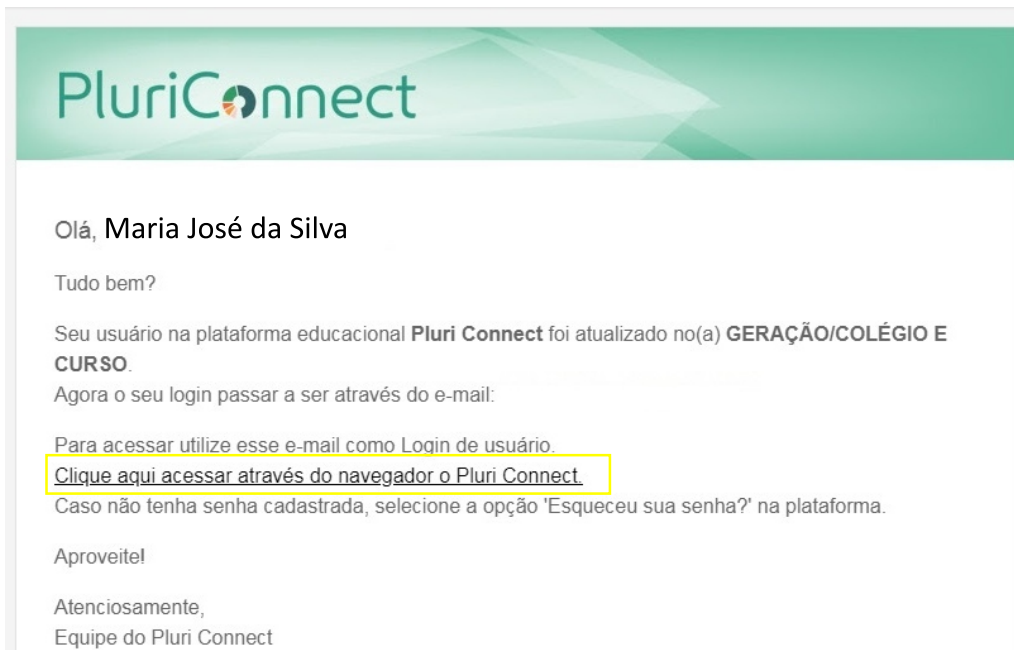 PluriConnect
Olá, Maria José da Silva
Tudo bem?
Seu usuário na plataforma educacional Pluri Connect foi atualizado no(a) GERAÇÃO/COLÉGIO E
CURSO.
Agora o seu login passar a ser através do e-mail:
Para acessar utilize esse e-mail como Login de usuário.
Clique aqui acessar através do navegador o Pluri Connect.
Caso não tenha senha cadastrada, selecione a opção 'Esqueceu sua senha?' na plataforma.
Aproveite!
Atenciosamente,
Equipe do Pluri Connect